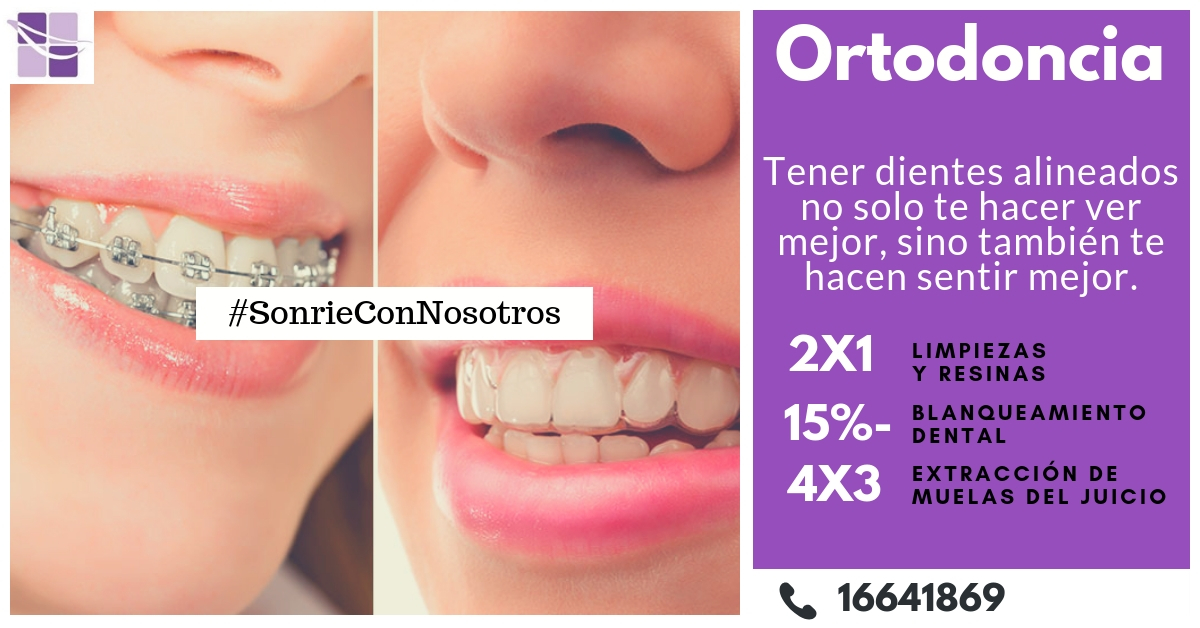 Ortodoncia
Tener dientes alineados
no solo te hacer ver
mejor, sino también te
hacen sentir mejor.
#SonrieConNosotros
2X1 LIMPIEZAS
Y RESINAS
15%- BLANQUEAMIENTO
DENTAL
4X3 EXTRACCIÓN DE
MUELAS DEL JUICIO
16641869